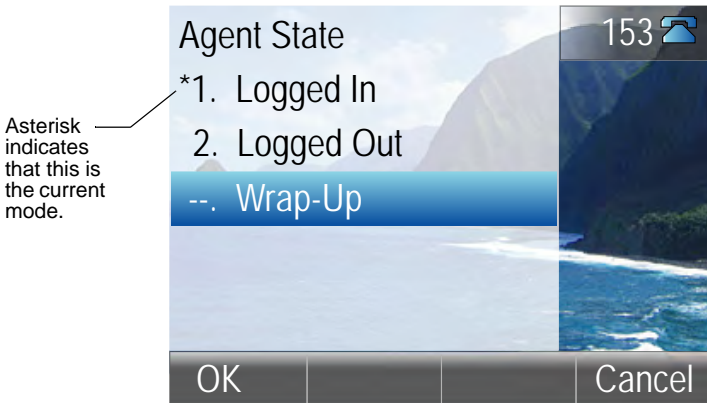 Agent State
153
*1. Logged In
2. Logged Out
--. Wrap-Up
OK
Cancel
Asterisk
indicates
that this is
the current
mode.